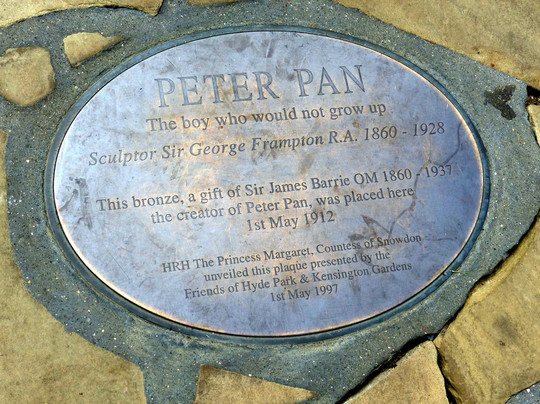 PETER PAN
The boy who would not grow up
Sculptor Sir George Frampton R.A. 1860 - 1928
This bronze, a gift of Sir James Barrie OM 1860 - 1937
the creator of Peter Pan, was placed here
1st May 1912
HRH The Princess Margaret, Countess of Snowdon
unveiled this plaque presented by the
Friends of Hyde Park & Kensington Gardens
1st May 1997